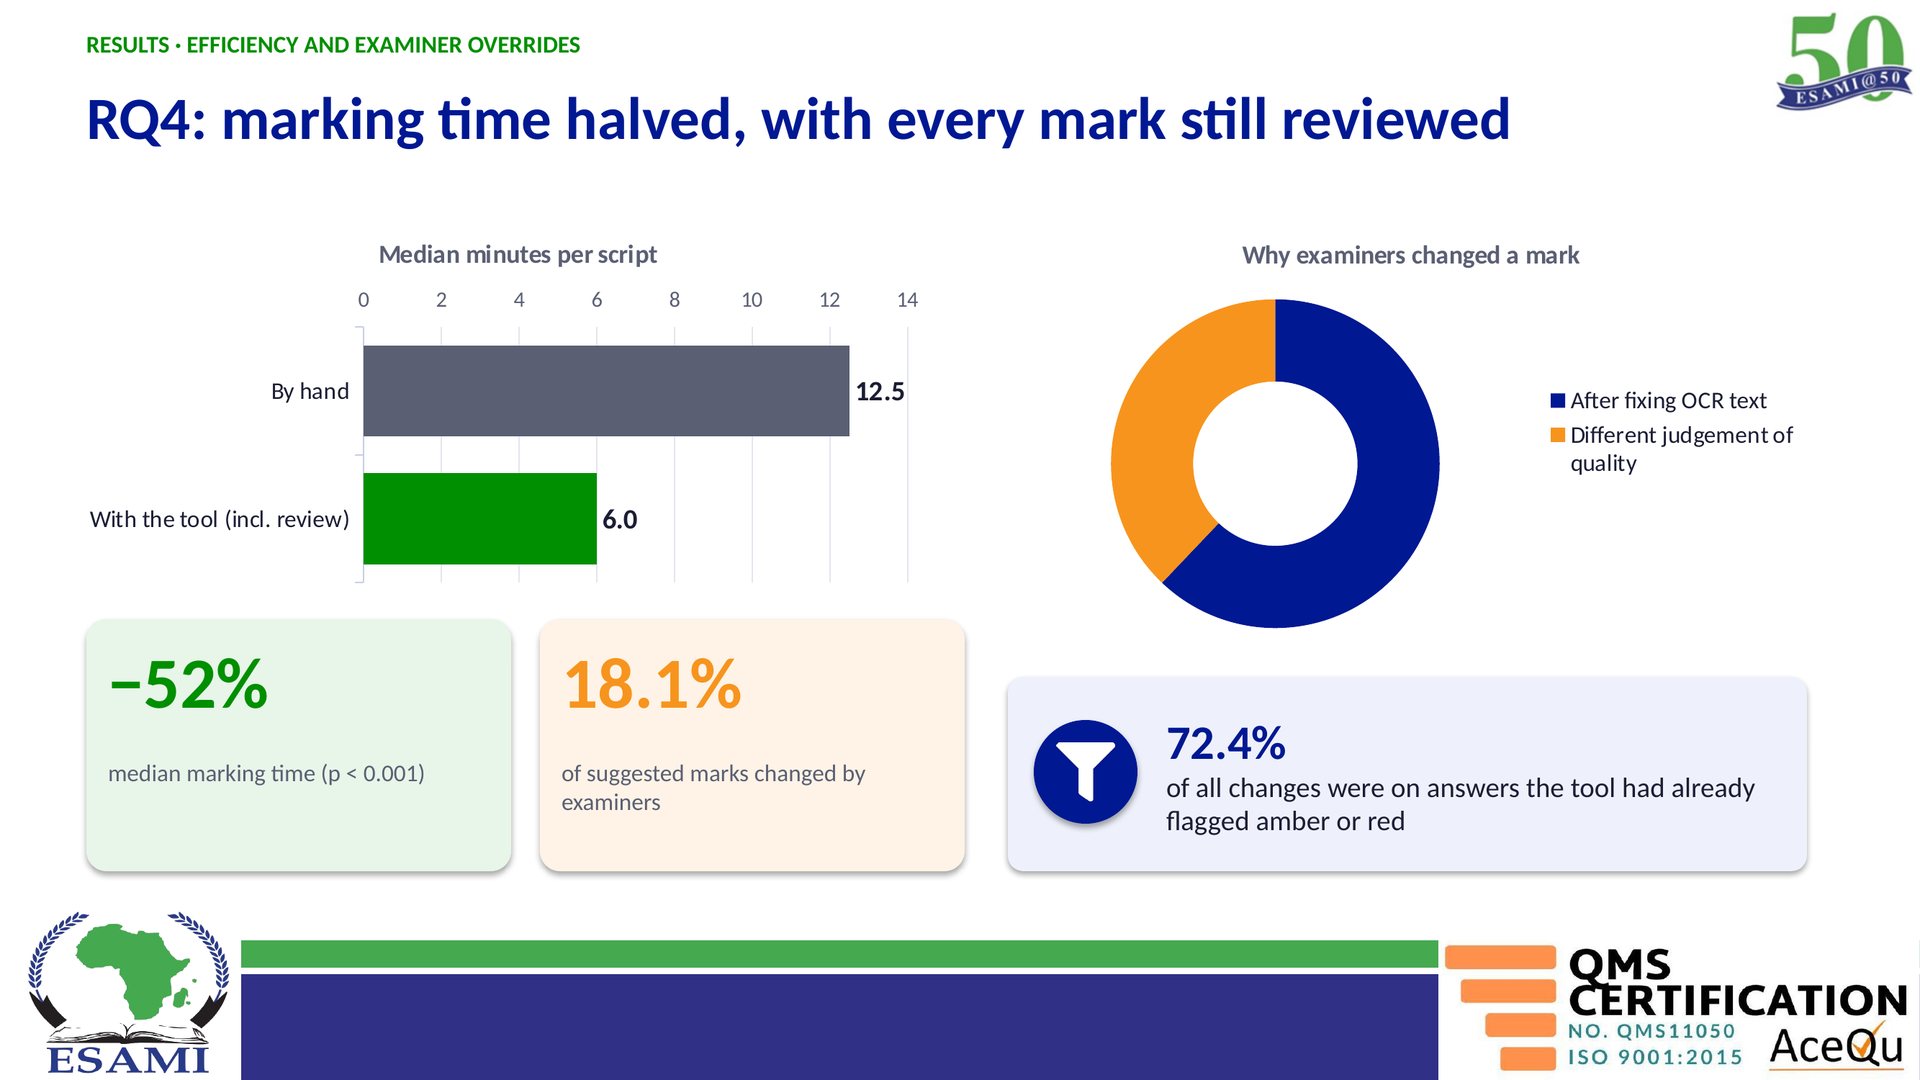 RESULTS · EFFICIENCY AND EXAMINER OVERRIDES
50
ESAMI@50
RQ4: marking time halved, with every mark still reviewed
Median minutes per script
0 2 4 6 8 10 12 14
By hand
12.5
With the tool (incl. review)
6.0
Why examiners changed a mark
After fixing OCR text
Different judgement of
quality
−52%
median marking time (p < 0.001)
18.1%
of suggested marks changed by
examiners
72.4%
of all changes were on answers the tool had already
flagged amber or red
ESAMI
QMS
CERTIFICATION
NO. QMS11050
ISO 9001:2015
AceQu